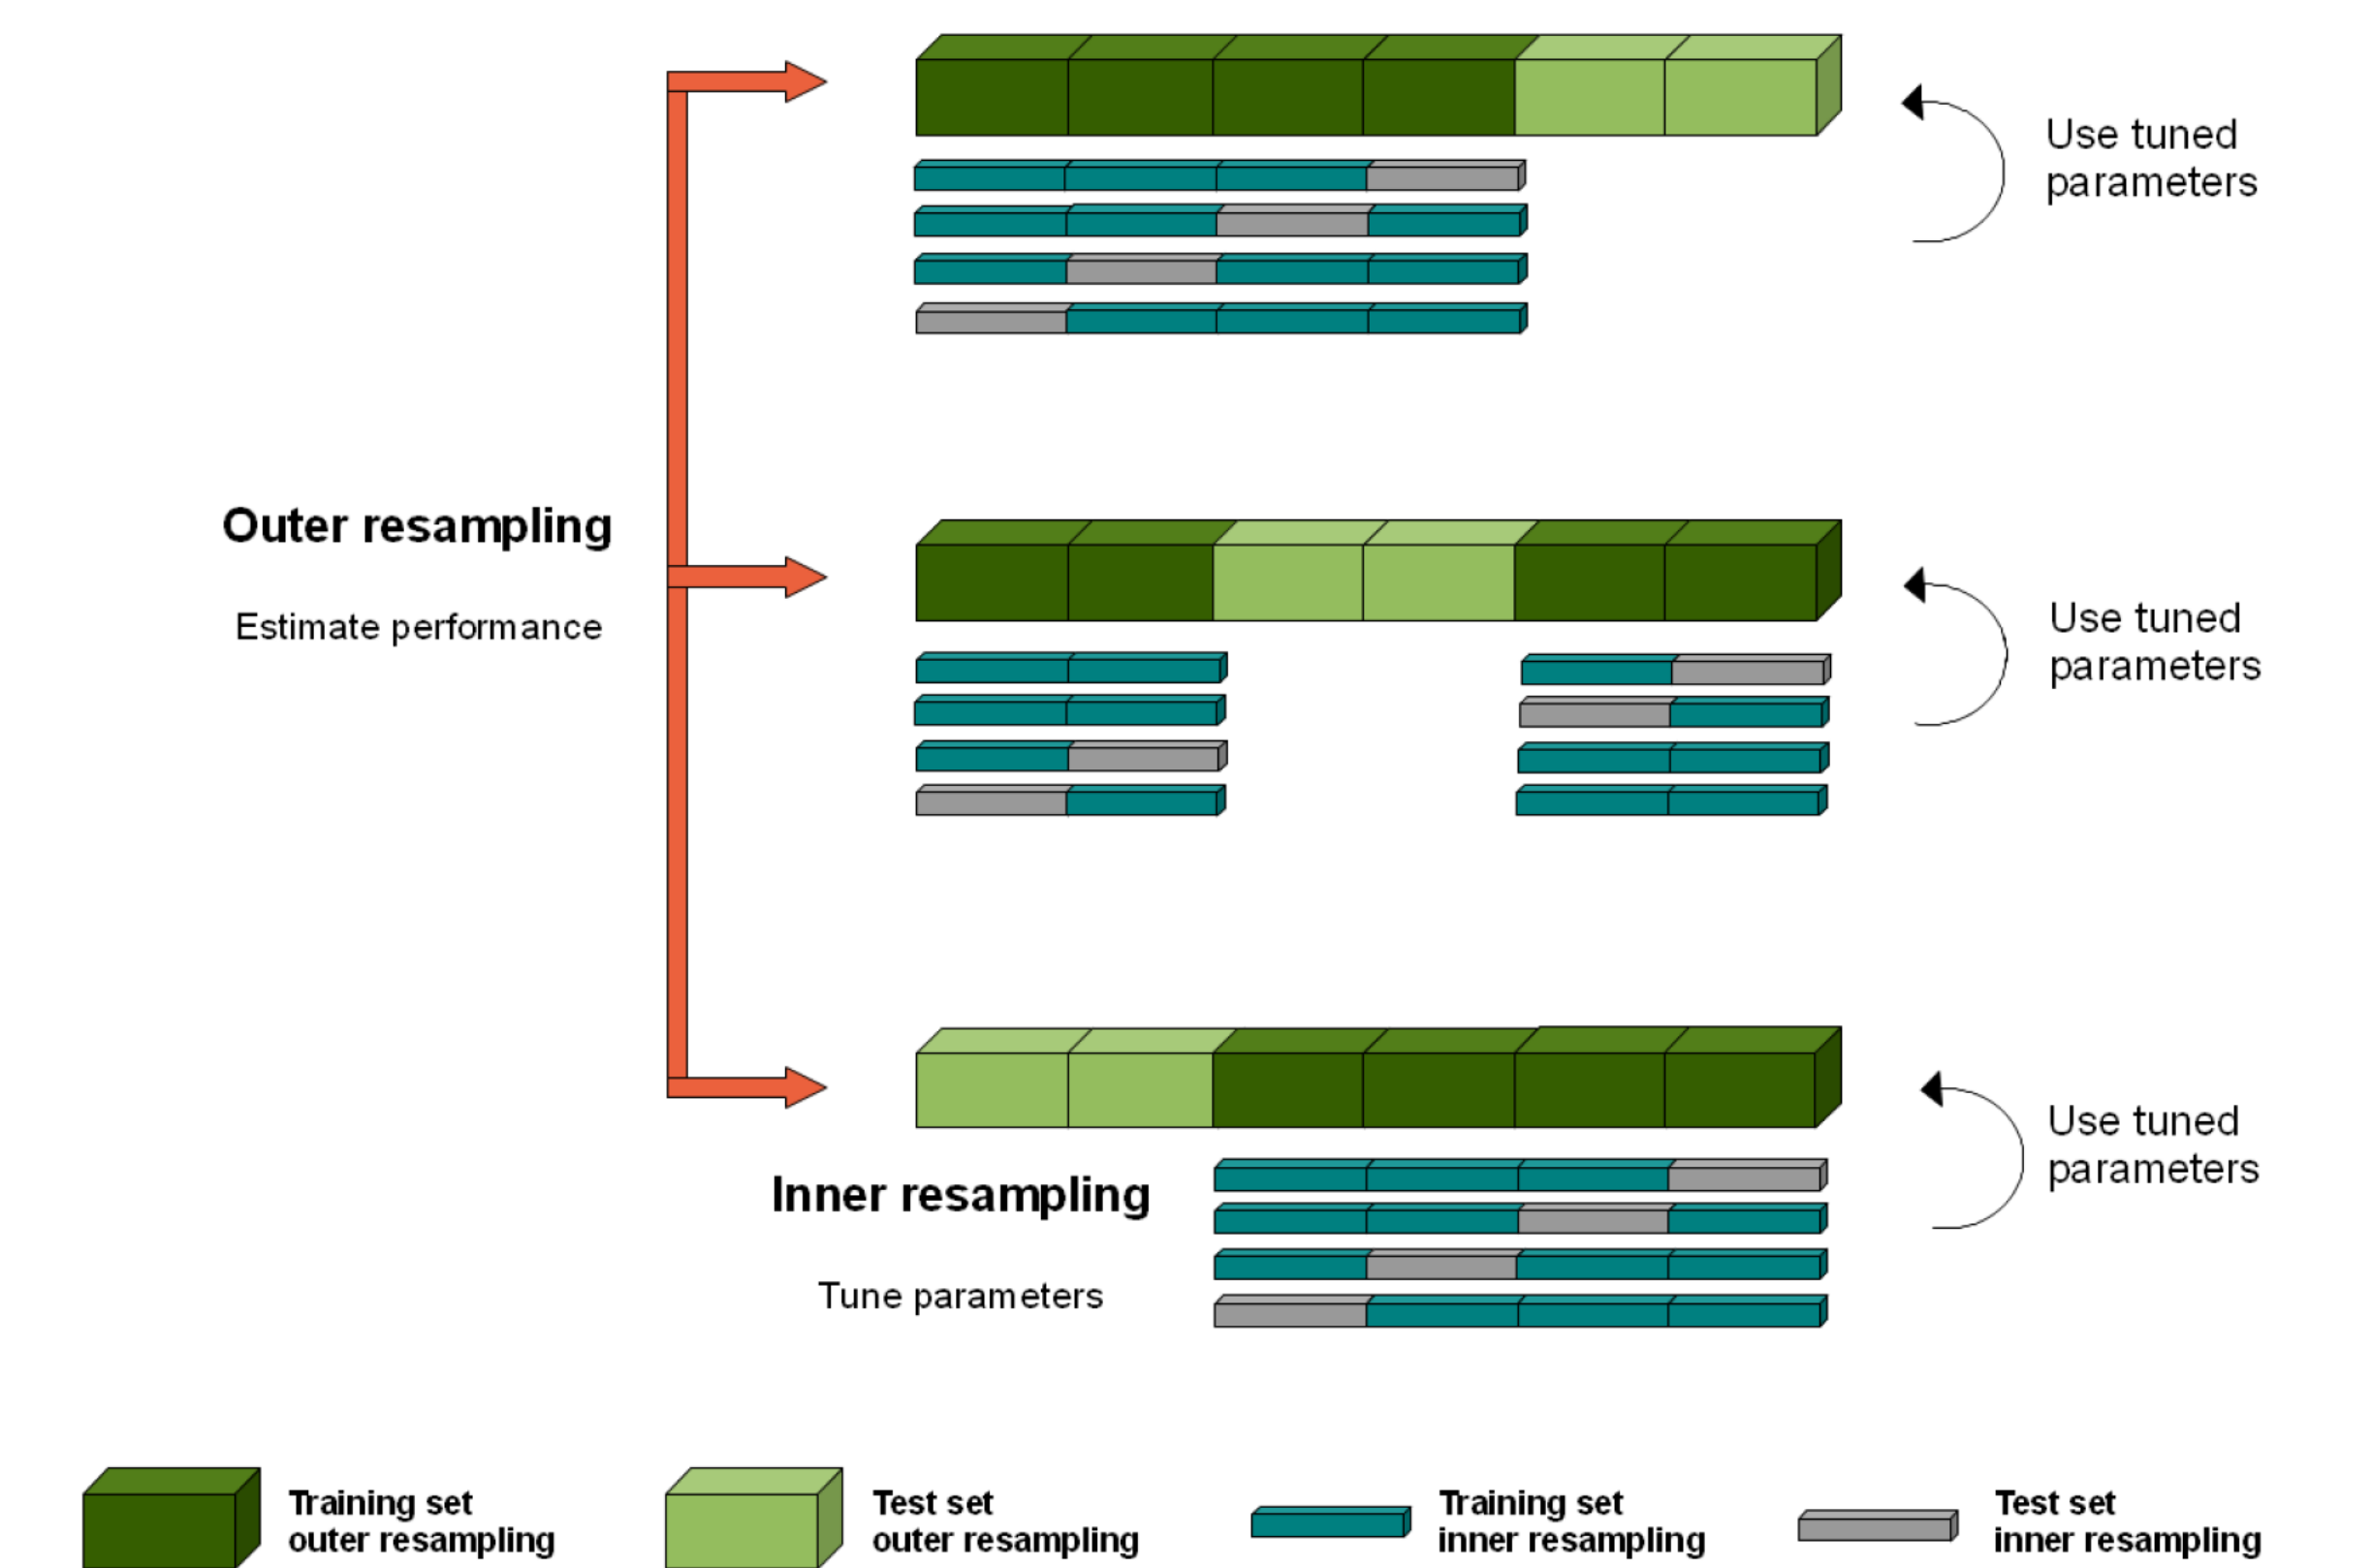 Use tuned
parameters
Outer resampling
Estimate performance
Use tuned
parameters
Use tuned
parameters
Inner resampling
Tune parameters
Training set
outer resampling
Test set
outer resampling
Training set
inner resampling
Test set
inner resampling